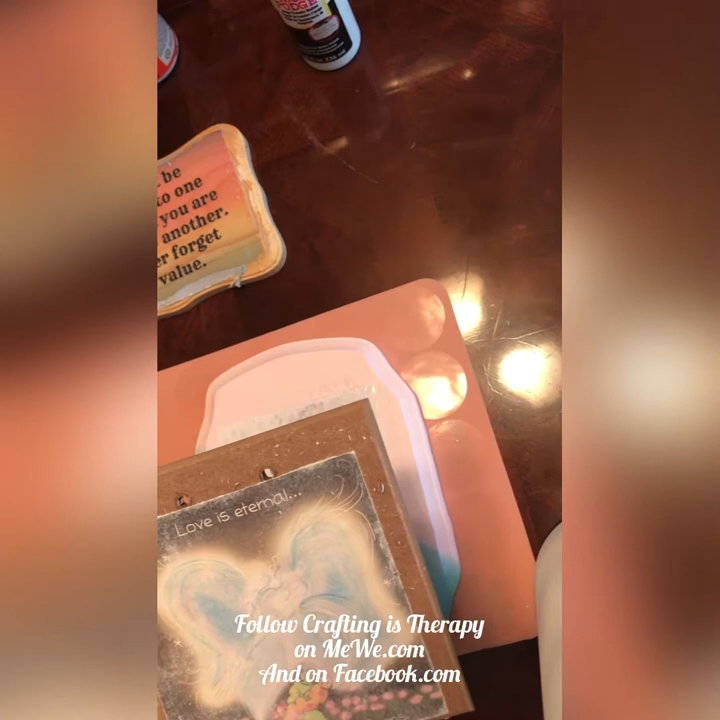 be
to one
you are
another.
er forget
value.
Love is eternal...
Follow Crafting is Therapy
on MeWe.com
And on Facebook.com